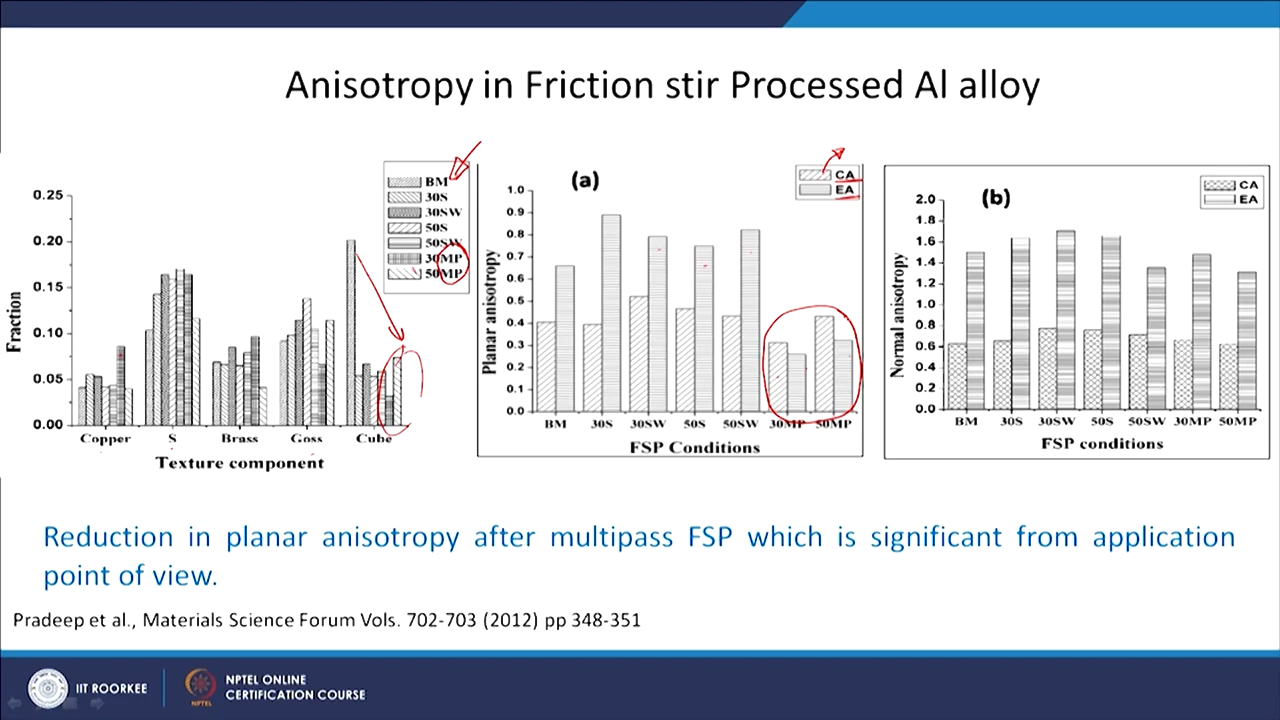 Anisotropy in Friction stir Processed Al alloy
0.25
0.20
0.15
0.10
0.05
0.00
Fraction
Copper S Brass Goss Cube
Texture component
BM
30S
30SW
50S
50SW
30MP
50MP
(a)
CA
EA
1.0
0.9
0.8
0.7
0.6
0.5
0.4
0.3
0.2
0.1
0.0
Planar anisotropy
BM 30S 30SW 50S 50SW 30MP 50MP
FSP Conditions
(b)
CA
EA
2.0
1.8
1.6
1.4
1.2
1.0
0.8
0.6
0.4
0.2
0.0
Normal anisotropy
BM 30S 30SW 50S 50SW 30MP 50MP
FSP conditions
Reduction in planar anisotropy after multipass FSP which is significant from application
point of view.
Pradeep et al., Materials Science Forum Vols. 702-703 (2012) pp 348-351
IIT ROORKEE
NPTEL
NPTEL ONLINE
CERTIFICATION COURSE